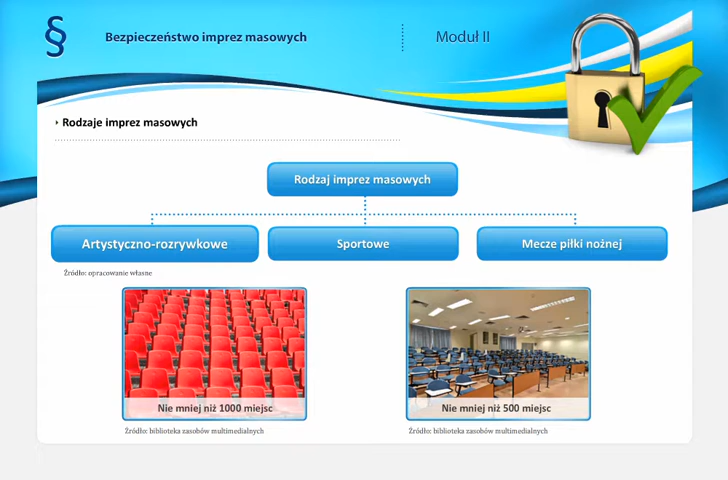 §
Bezpieczeństwo imprez masowych
Moduł II
Rodzaje imprez masowych
Rodzaj imprez masowych
Artystyczno-rozrywkowe
Sportowe
Mecze piłki nożnej
Źródło: opracowanie własne
Nie mniej niż 1000 miejsc
Nie mniej niż 500 miejsc
Źródło: biblioteka zasobów multimedialnych
Źródło: biblioteka zasobów multimedialnych